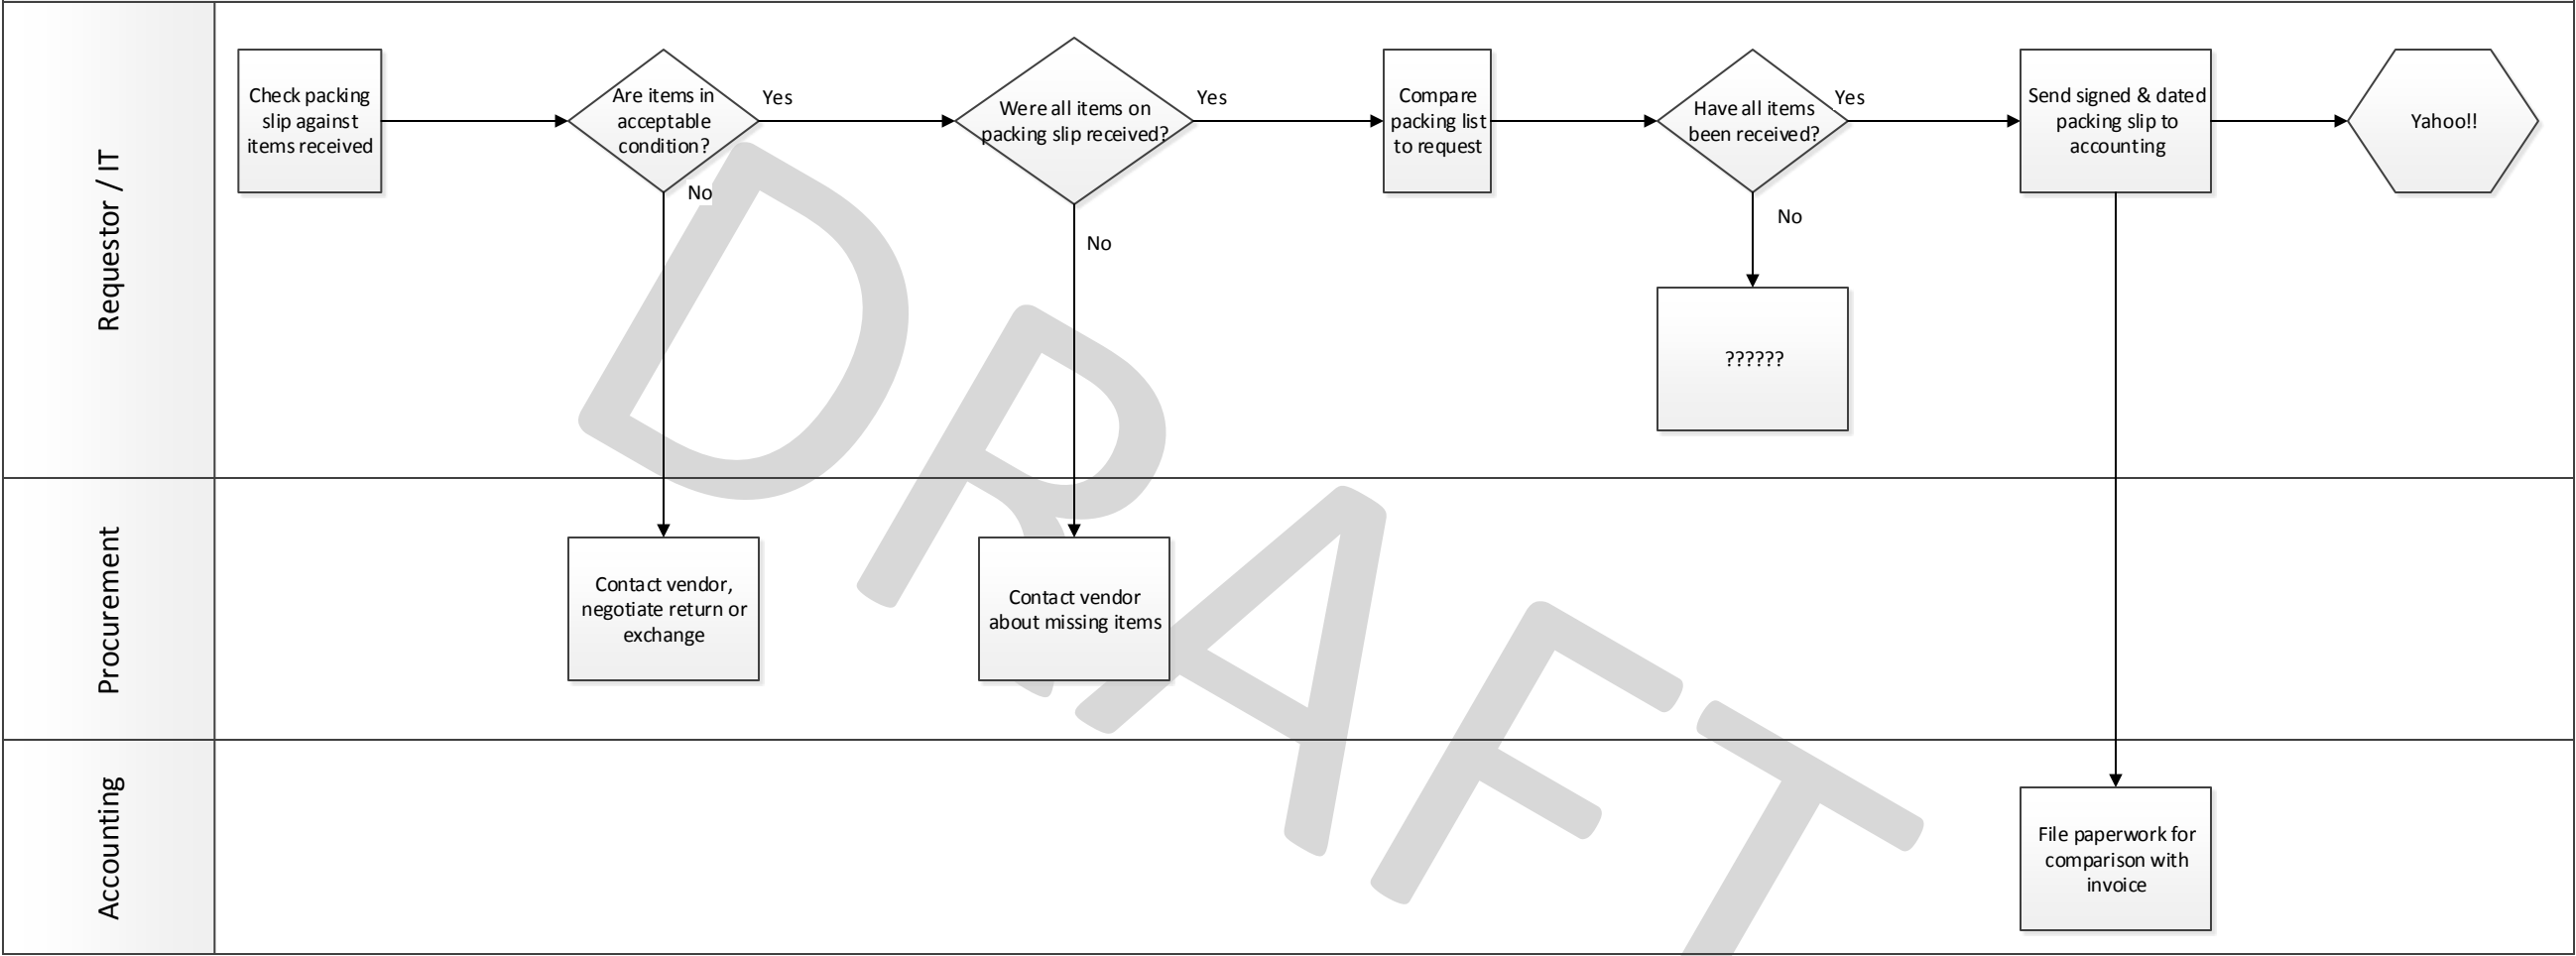 Requestor / IT
Check packing
slip against
items received
Are items in
acceptable
condition?
Yes
No
Were all items on
packing slip received?
Yes
No
Compare
packing list
to request
Have all items
been received?
Yes
No
??????
Send signed & dated
packing slip to
accounting
Yahoo!!
Procurement
Contact vendor,
negotiate return or
exchange
Contact vendor
about missing items
Accounting
File paperwork for
comparison with
invoice
DRAFT